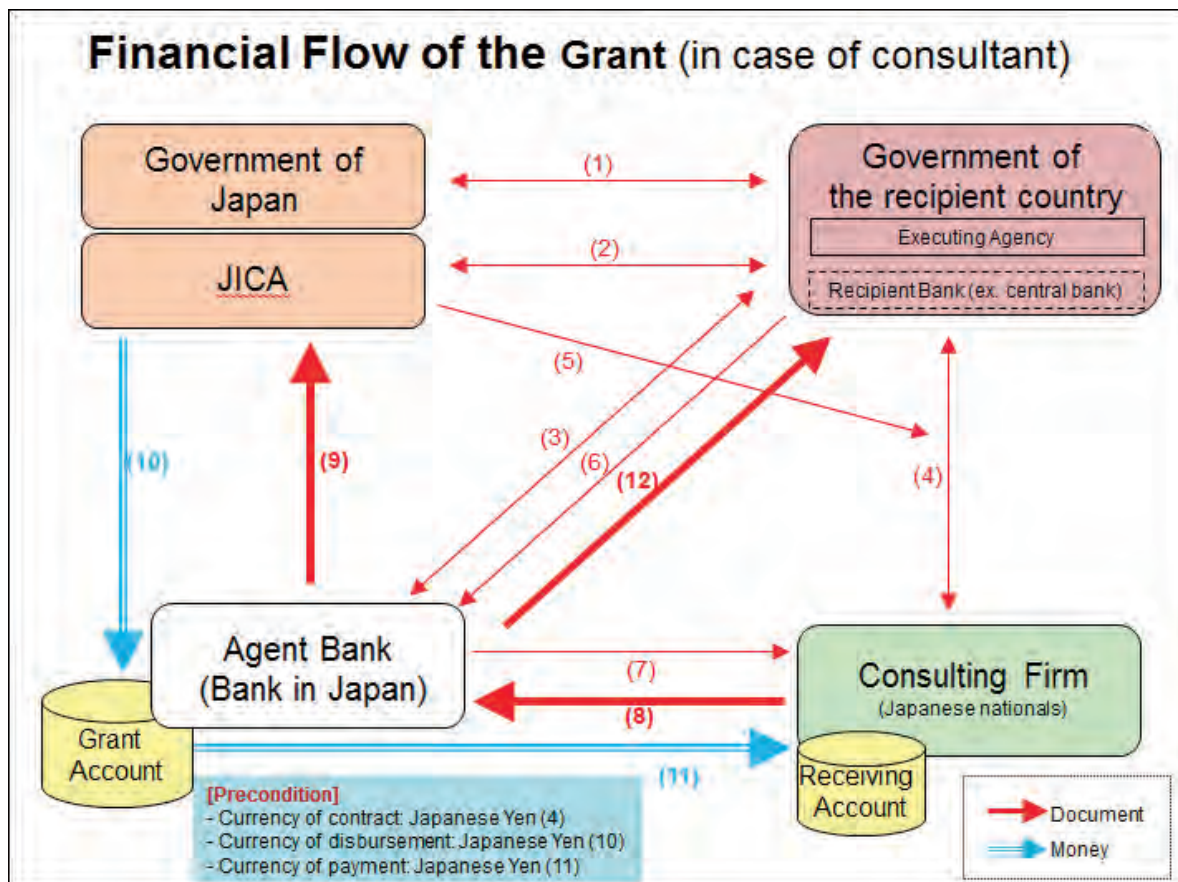 Financial Flow of the Grant (in case of consultant)
Government of
Japan
JICA
(1)
(2)
Government of
the recipient country
Executing Agency
Recipient Bank (ex. central bank)
(5)
(3)
(6)
(12)
(4)
(10)
(9)
Agent Bank
(Bank in Japan)
(7)
(8)
Consulting Firm
(Japanese nationals)
Grant
Account
(11)
Receiving
Account
[Precondition]
- Currency of contract: Japanese Yen (4)
- Currency of disbursement: Japanese Yen (10)
- Currency of payment: Japanese Yen (11)
Document
Money